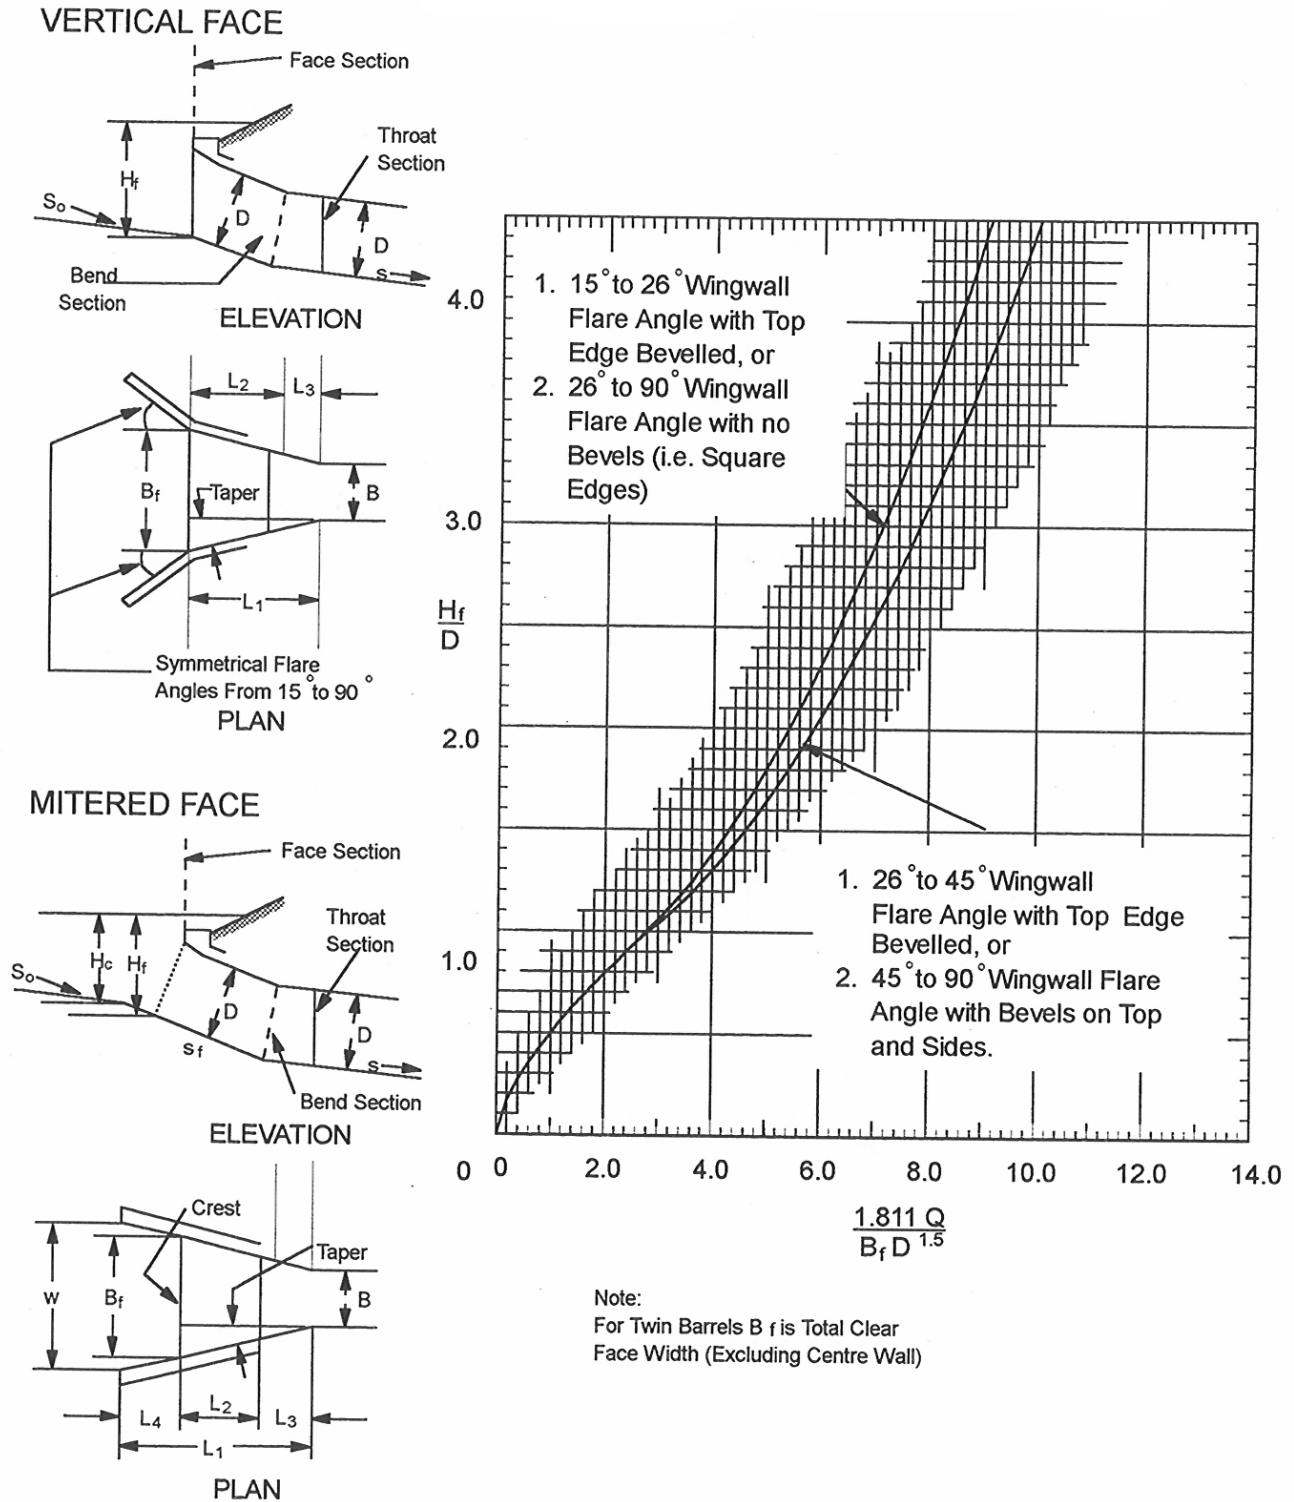 VERTICAL FACE
Face Section
Throat
Section
Hf
So
D
D
s
Bend
Section
ELEVATION
L2
L3
Bf
Taper
B
L1
Symmetrical Flare
Angles From 15° to 90°
PLAN
MITERED FACE
Face Section
Throat
Section
Hc
Hf
So
D
D
sf
s
Bend Section
ELEVATION
Crest
Taper
w
Bf
B
L4
L2
L3
L1
PLAN
1. 15° to 26° Wingwall
Flare Angle with Top
Edge Bevelled, or
2. 26° to 90° Wingwall
Flare Angle with no
Bevels (i.e. Square
Edges)
4.0
3.0
Hf
D
2.0
1.0
0
1. 26° to 45° Wingwall
Flare Angle with Top Edge
Bevelled, or
2. 45° to 90° Wingwall Flare
Angle with Bevels on Top
and Sides.
0
2.0
4.0
6.0
8.0
10.0
12.0
14.0
1.811 Q
Bf D 1.5
Note:
For Twin Barrels B f is Total Clear
Face Width (Excluding Centre Wall)